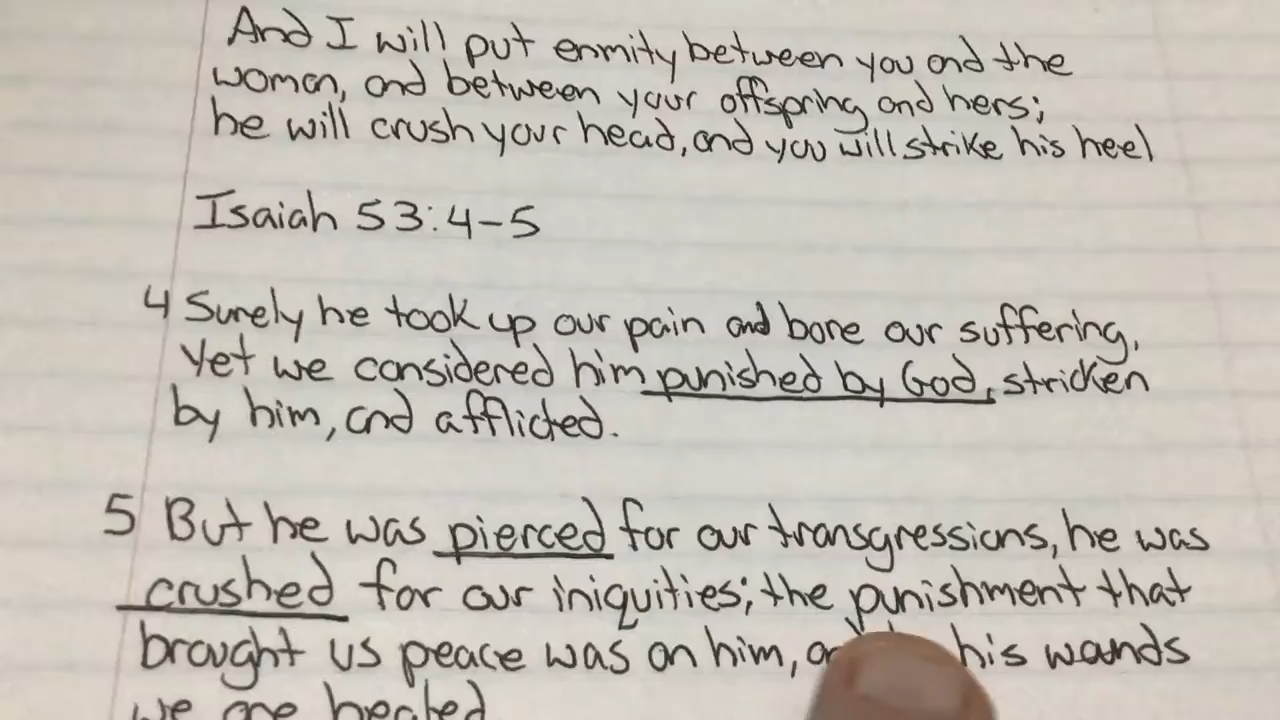 And I will put enmity between you and the
woman, and between your offspring and hers;
he will crush your head, and you will strike his heel
Isaiah 53:4-5
4 Surely he took up our pain and bore our suffering,
Yet we considered him punished by God, stricken
by him, and afflicted.
5 But he was pierced for our transgressions, he was
crushed for our iniquities; the punishment that
brought us peace was on him, his wounds
we are healed